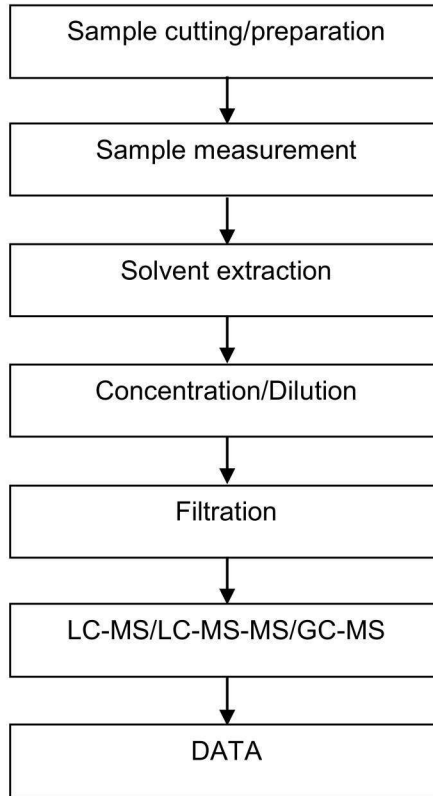 Sample cutting/preparation
Sample measurement
Solvent extraction
Concentration/Dilution
Filtration
LC-MS/LC-MS-MS/GC-MS
DATA